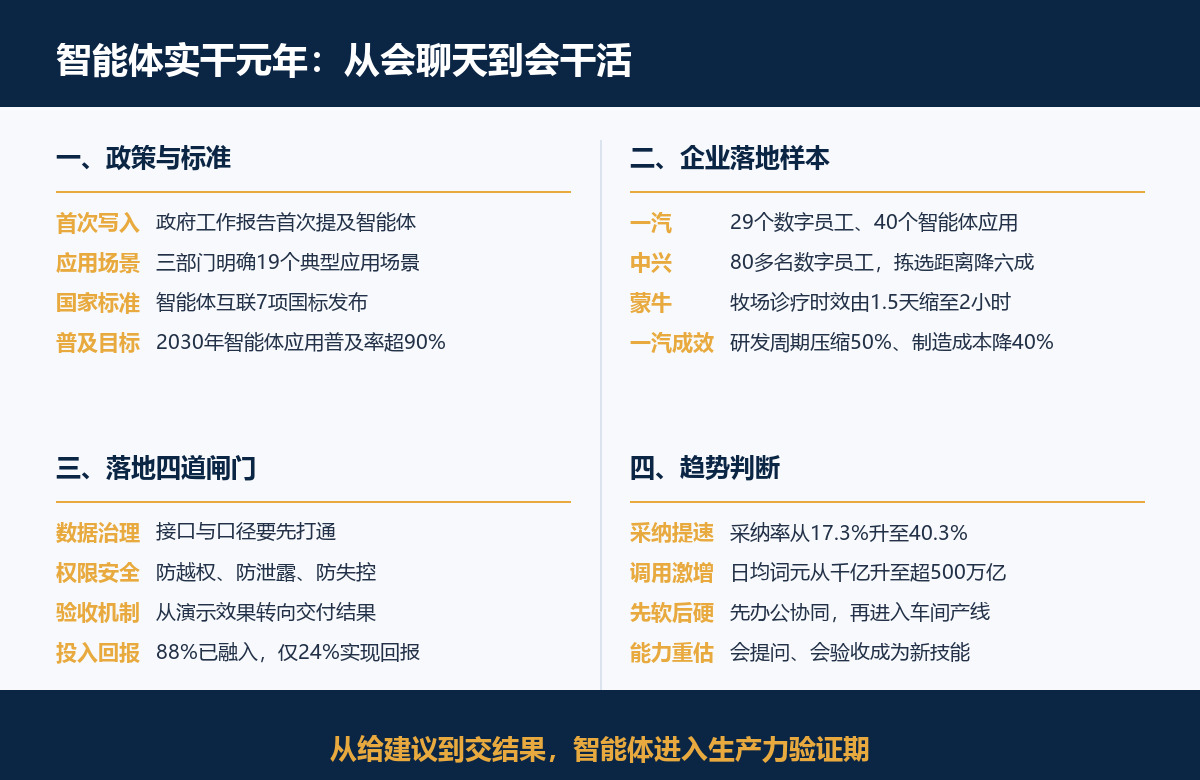 智能体实干元年：从会聊天到会干活
一、政策与标准
首次写入 政府工作报告首次提及智能体
应用场景 三部门明确19个典型应用场景
国家标准 智能体互联7项国标发布
普及目标 2030年智能体应用普及率超90%
二、企业落地样本
一汽 29个数字员工、40个智能体应用
中兴 80多名数字员工，拣选距离降六成
蒙牛 牧场诊疗时效由1.5天缩至2小时
一汽成效 研发周期压缩50%、制造成本降40%
三、落地四道闸门
数据治理 接口与口径要先打通
权限安全 防越权、防泄露、防失控
验收机制 从演示效果转向交付结果
投入回报 88%已融入，仅24%实现回报
四、趋势判断
采纳提速 采纳率从17.3%升至40.3%
调用激增 日均词元从千亿升至超500万亿
先软后硬 先办公协同，再进入车间产线
能力重估 会提问、会验收成为新技能
从给建议到交结果，智能体进入生产力验证期